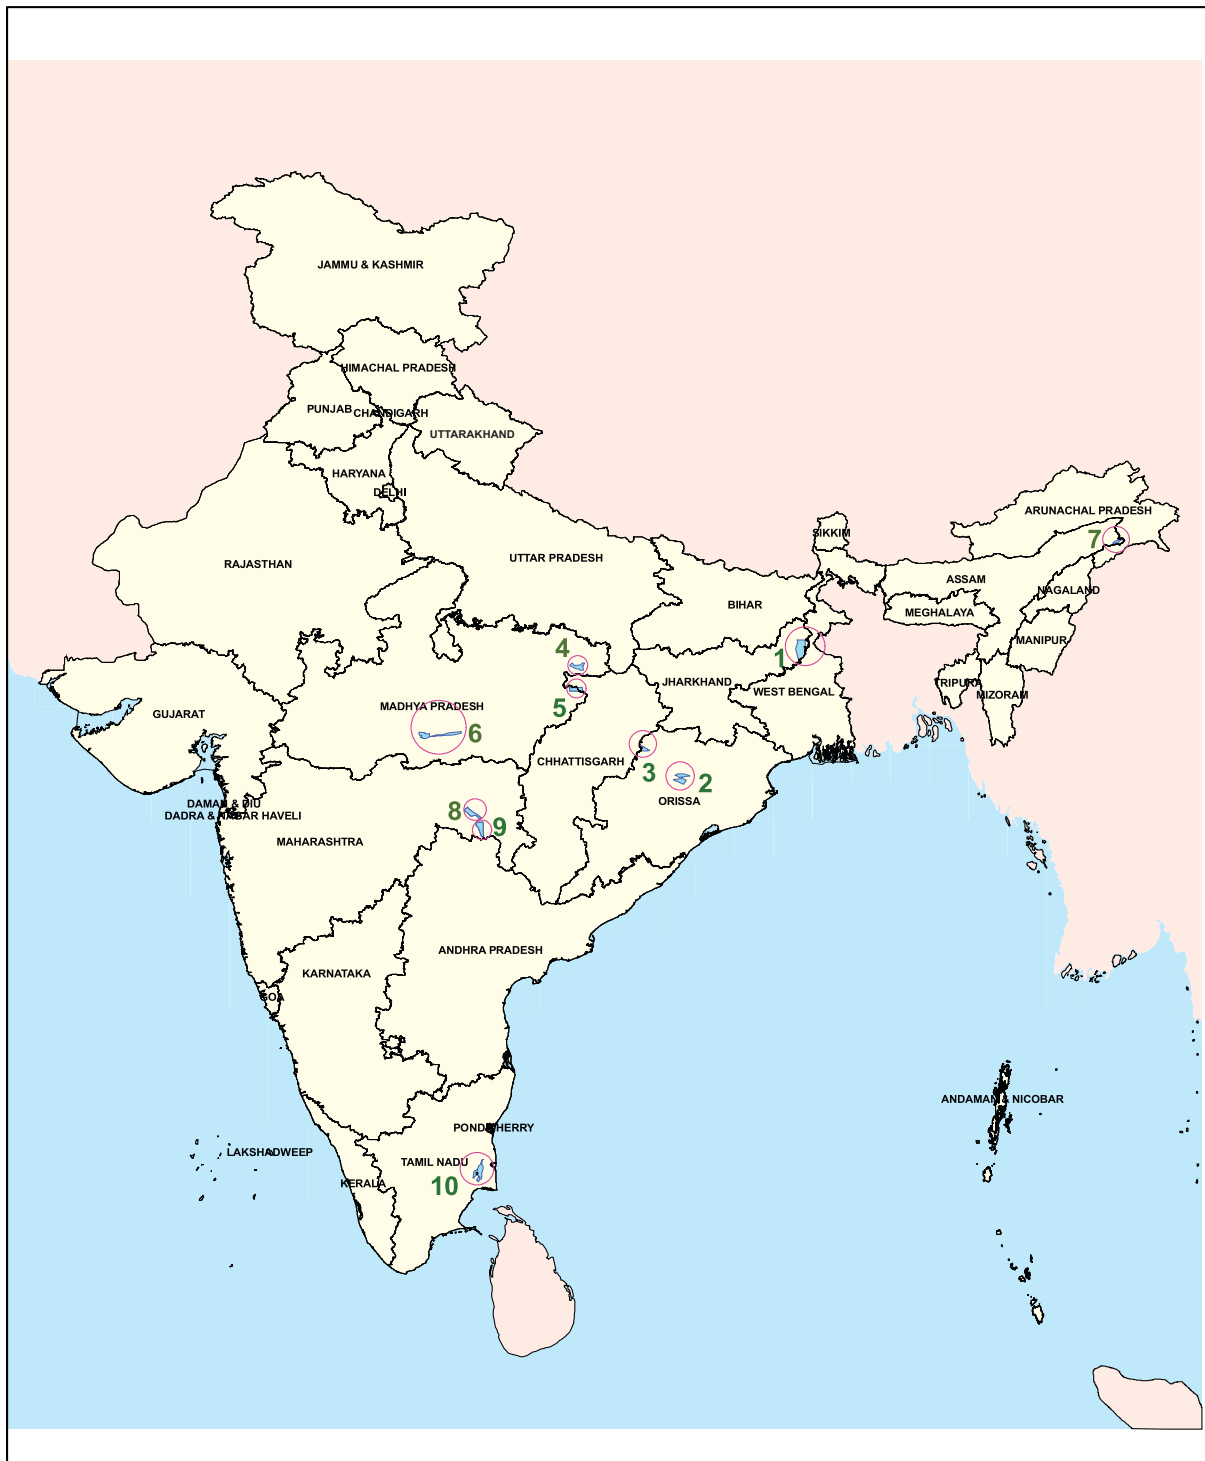 JAMMU & KASHMIR
HIMACHAL PRADESH
PUNJAB
CHANDIGARH
UTTARAKHAND
HARYANA
DELHI
ARUNACHAL PRADESH
SIKKIM
7
UTTAR PRADESH
RAJASTHAN
ASSAM
NAGALAND
BIHAR
MEGHALAYA
MANIPUR
4
1
JHARKHAND
TRIPURA
WEST BENGAL
MIZORAM
MADHYA PRADESH
5
GUJARAT
6
CHHATTISGARH
3
2
ORISSA
DAMAN & DIU
DADRA & NAGAR HAVELI
8
9
MAHARASHTRA
ANDHRA PRADESH
KARNATAKA
GOA
ANDAMAN & NICOBAR
PONDICHERRY
LAKSHADWEEP
TAMIL NADU
KERALA
10